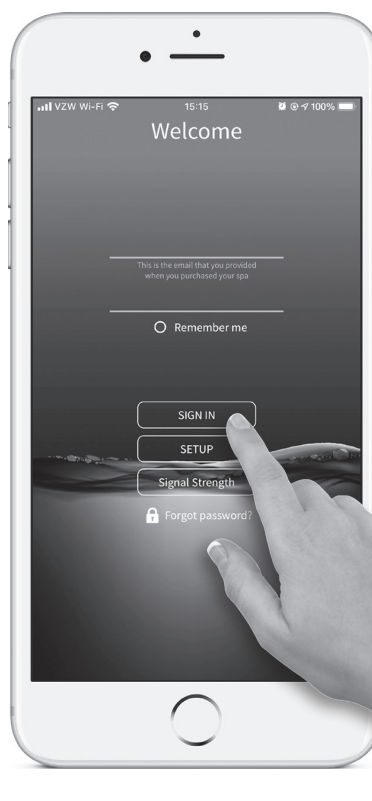 VZW Wi-Fi 15:15 100%
Welcome
This is the email that you provided
when you purchased your spa
Remember me
SIGN IN
SETUP
Signal Strength
Forgot password?